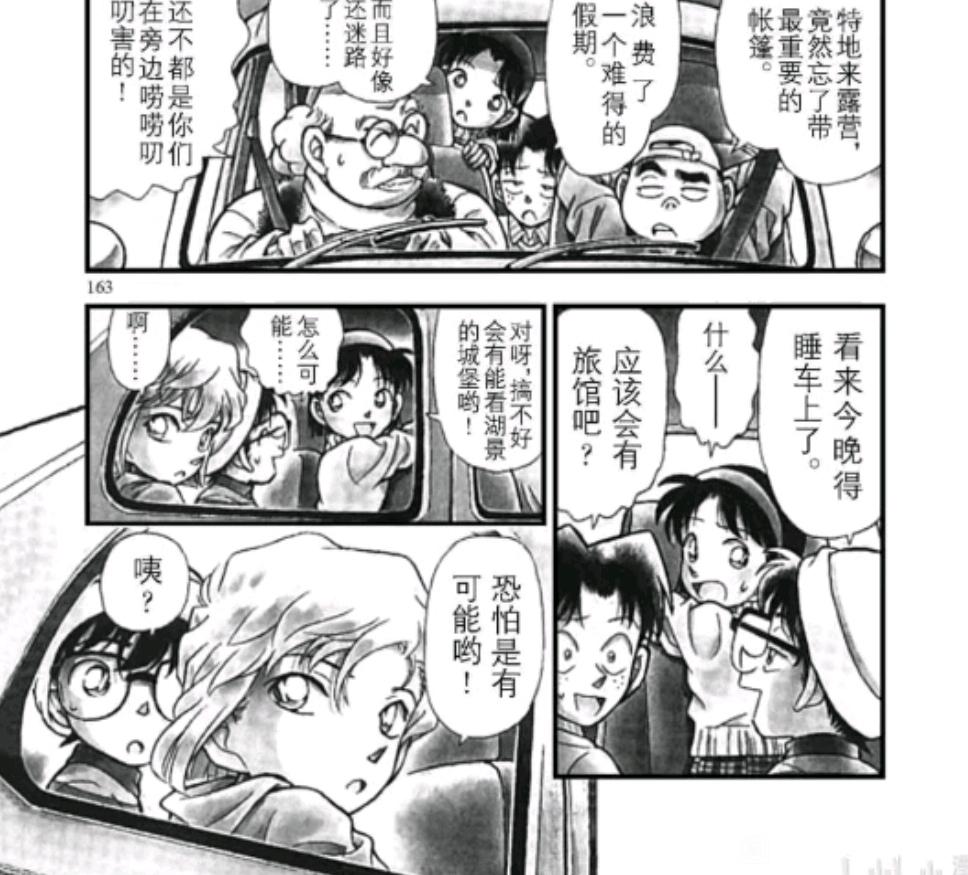 特地来露营，
竟然忘了带
最重要的
帐篷。
浪费了
一个难得的
假期。
而且好像
还迷路
了……
还不都是你们
在旁边唠唠叨
叨害的！
163
看来今晚得
睡车上了。
什么——
应该会有
旅馆吧？
对呀，搞不好
会有能看湖景
的城堡哟！
怎么可
能……
啊……
恐怕是有
可能哟！
咦？